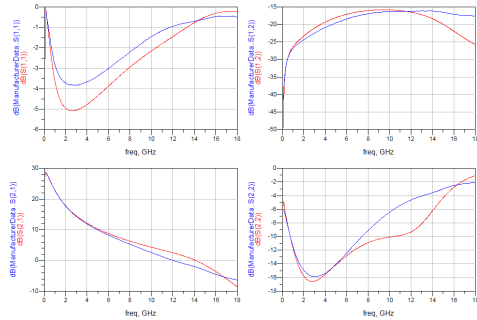 dB(ManufacturerData..S(1,1))
dB(S(1,1))
0
-1
-2
-3
-4
-5
-6
0 2 4 6 8 10 12 14 16 18
freq, GHz
dB(ManufacturerData..S(1,2))
dB(S(1,2))
-15
-20
-25
-30
-35
-40
-45
-50
0 2 4 6 8 10 12 14 16 18
freq, GHz
dB(ManufacturerData..S(2,1))
dB(S(2,1))
30
20
10
0
-10
0 2 4 6 8 10 12 14 16 18
freq, GHz
dB(ManufacturerData..S(2,2))
dB(S(2,2))
0
-2
-4
-6
-8
-10
-12
-14
-16
-18
0 2 4 6 8 10 12 14 16 18
freq, GHz